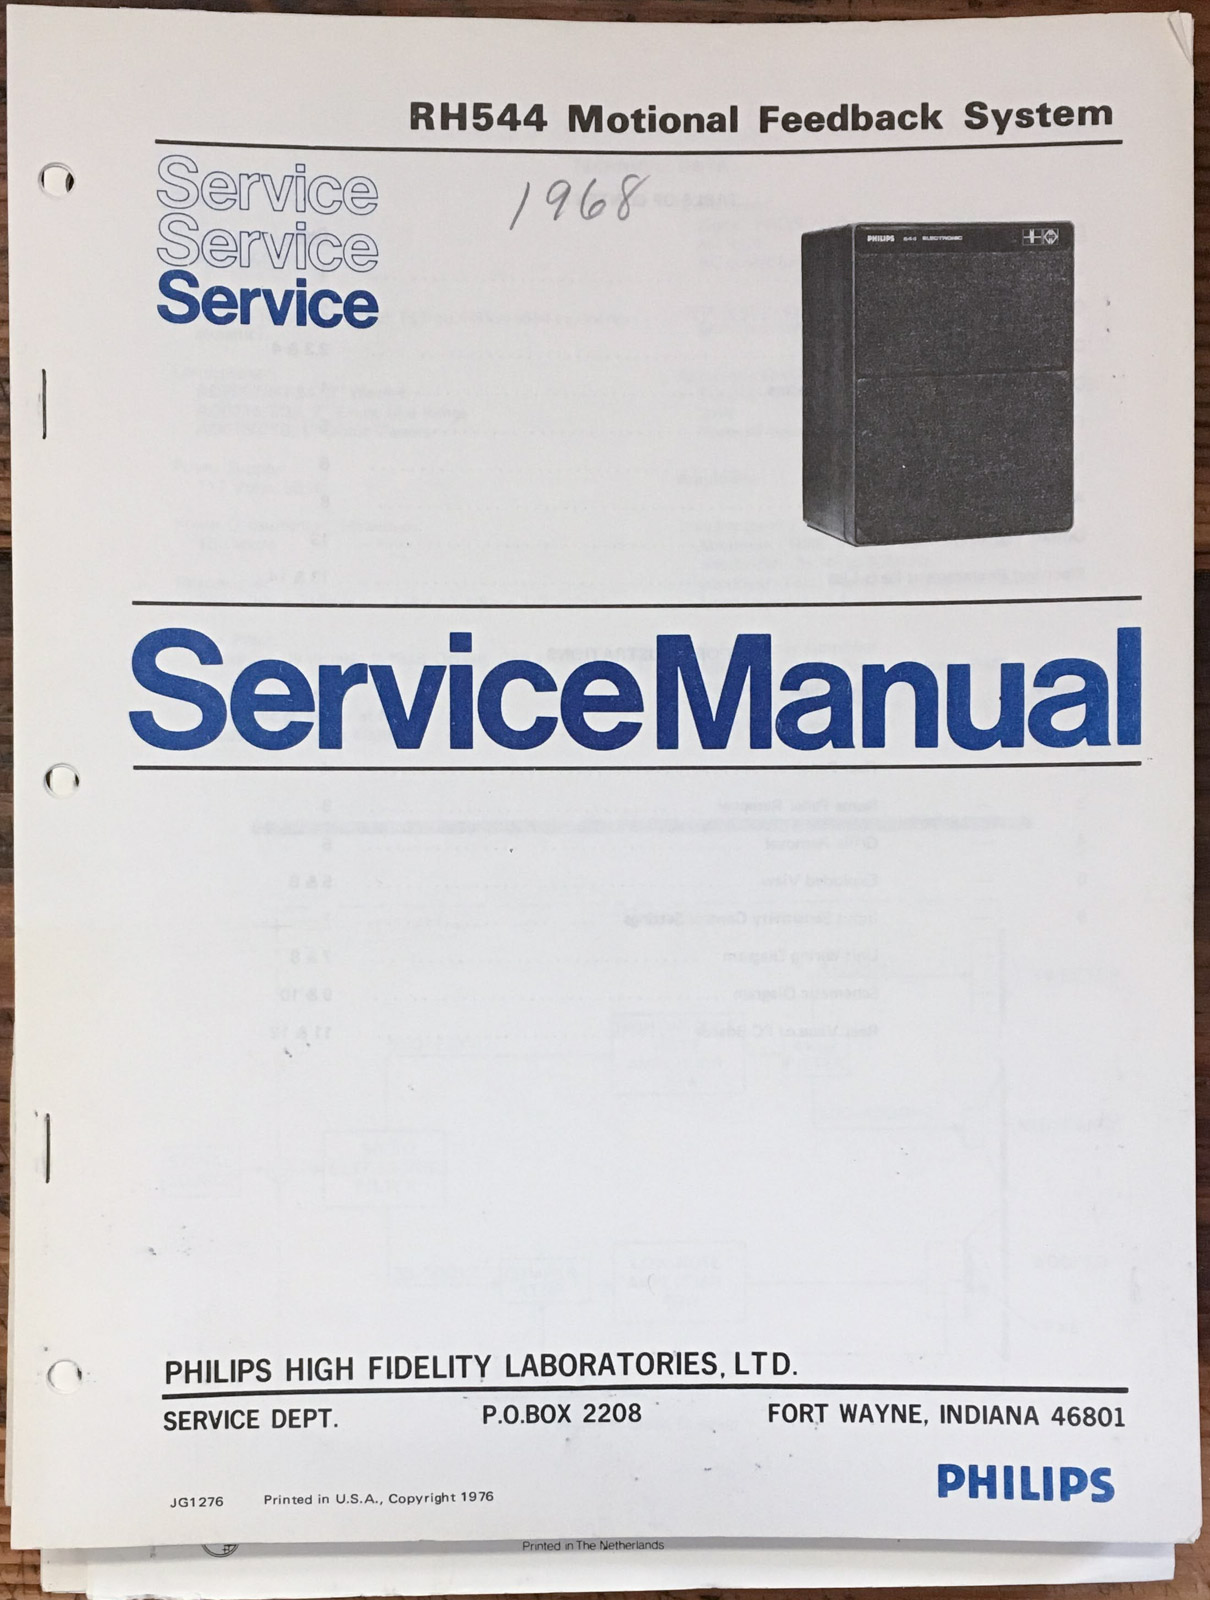 RH544 Motional Feedback System
Service
Service
Service
1968
PHILIPS 544 ELECTRONIC
ServiceManual
PHILIPS HIGH FIDELITY LABORATORIES, LTD.
SERVICE DEPT. P.O.BOX 2208 FORT WAYNE, INDIANA 46801
PHILIPS
JG1276 Printed in U.S.A., Copyright 1976
Printed in The Netherlands